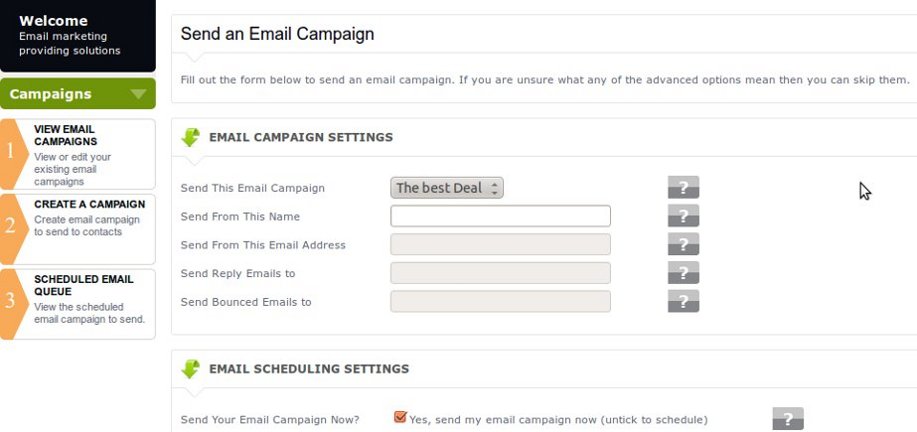 Welcome
Email marketing
providing solutions
Campaigns
1
VIEW EMAIL
CAMPAIGNS
View or edit your
existing email
campaigns
2
CREATE A CAMPAIGN
Create email campaign
to send to contacts
3
SCHEDULED EMAIL
QUEUE
View the scheduled
email campaign to send.
Send an Email Campaign
Fill out the form below to send an email campaign. If you are unsure what any of the advanced options mean then you can skip them.
EMAIL CAMPAIGN SETTINGS
Send This Email Campaign The best Deal ?
Send From This Name ?
Send From This Email Address ?
Send Reply Emails to ?
Send Bounced Emails to ?
EMAIL SCHEDULING SETTINGS
Send Your Email Campaign Now? Yes, send my email campaign now (untick to schedule) ?